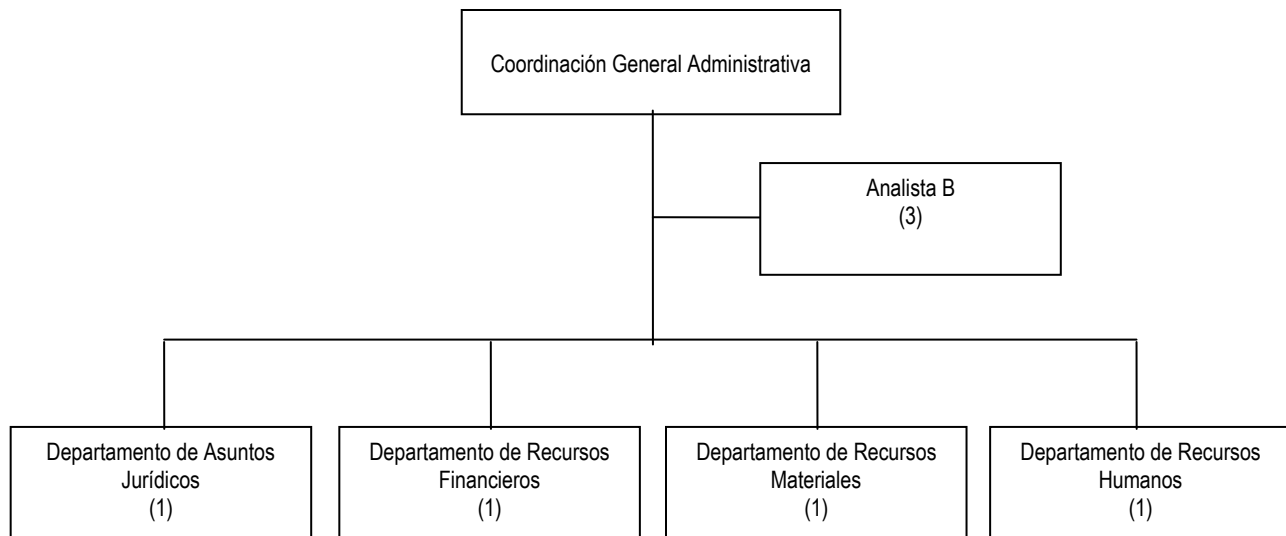 Coordinación General Administrativa
Analista B
(3)
Departamento de Asuntos
Jurídicos
(1)
Departamento de Recursos
Financieros
(1)
Departamento de Recursos
Materiales
(1)
Departamento de Recursos
Humanos
(1)